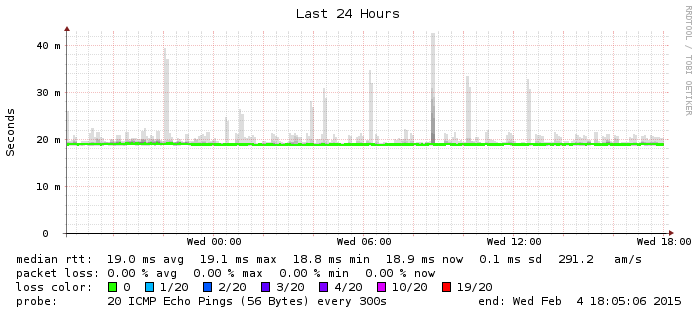 Last 24 Hours
RRDTOOL / TOBI OETIKER
Seconds
40 m
30 m
20 m
10 m
0
Wed 00:00 Wed 06:00 Wed 12:00 Wed 18:00
median rtt: 19.0 ms avg 19.1 ms max 18.8 ms min 18.9 ms now 0.1 ms sd 291.2 am/s
packet loss: 0.00 % avg 0.00 % max 0.00 % min 0.00 % now
loss color: 0 1/20 2/20 3/20 4/20 10/20 19/20
probe: 20 ICMP Echo Pings (56 Bytes) every 300s end: Wed Feb 4 18:05:06 2015